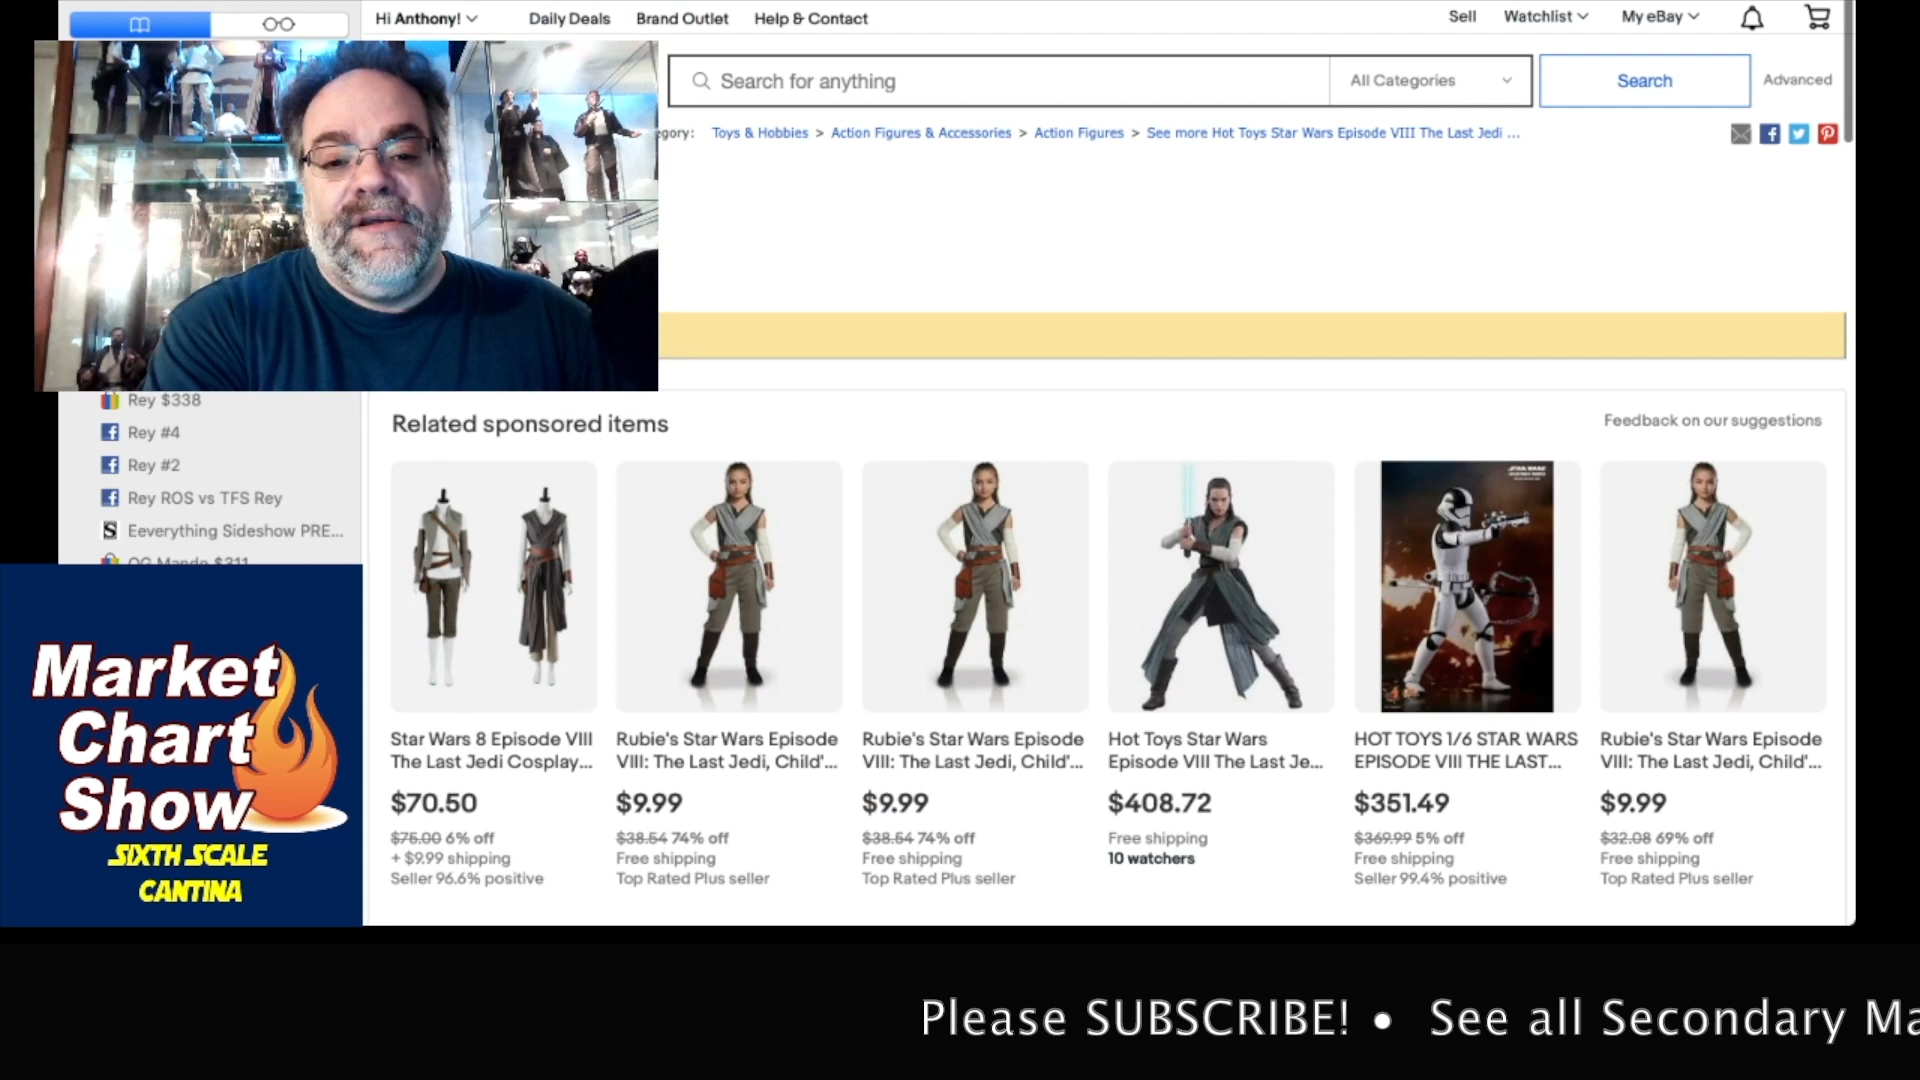 Hi Anthony!
Daily Deals
Brand Outlet
Help & Contact
Sell
Watchlist
My eBay
Search for anything
All Categories
Search
Advanced
egory:
Toys & Hobbies > Action Figures & Accessories > Action Figures > See more Hot Toys Star Wars Episode VIII The Last Jedi ...
Rey $338
Rey #4
Rey #2
Rey ROS vs TFS Rey
S Eeverything Sideshow PRE...
OG Mando $311
Related sponsored items
Feedback on our suggestions
Star Wars 8 Episode VIII
The Last Jedi Cosplay...
$70.50
$75.00 6% off
+ $9.99 shipping
Seller 96.6% positive
Rubie's Star Wars Episode
VIII: The Last Jedi, Child'...
$9.99
$38.54 74% off
Free shipping
Top Rated Plus seller
Rubie's Star Wars Episode
VIII: The Last Jedi, Child'...
$9.99
$38.54 74% off
Free shipping
Top Rated Plus seller
Hot Toys Star Wars
Episode VIII The Last Je...
$408.72
Free shipping
10 watchers
HOT TOYS 1/6 STAR WARS
EPISODE VIII THE LAST...
$351.49
$369.99 5% off
Free shipping
Seller 99.4% positive
Rubie's Star Wars Episode
VIII: The Last Jedi, Child'...
$9.99
$32.08 69% off
Free shipping
Top Rated Plus seller
Market
Chart
Show
SIXTH SCALE
CANTINA
Please SUBSCRIBE! • See all Secondary Ma